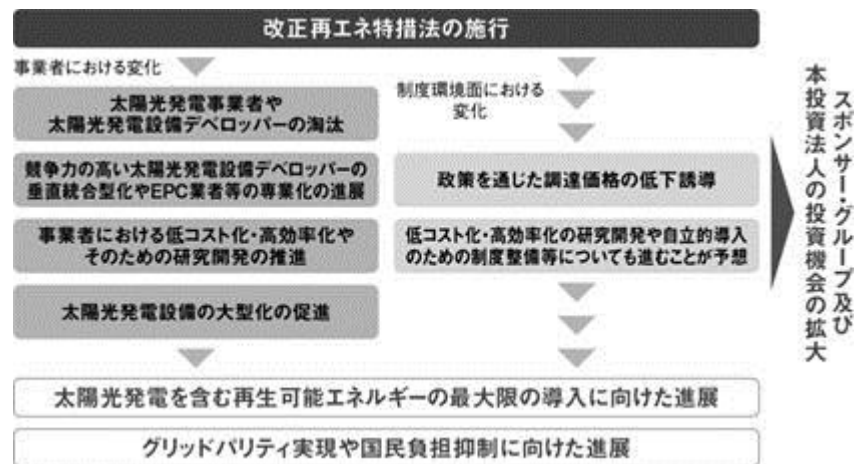 改正再エネ特措法の施行
事業者における変化
太陽光発電事業者や
太陽光発電設備デベロッパーの淘汰
競争力の高い太陽光発電設備デベロッパーの
垂直統合型化やEPC業者等の専業化の進展
事業者における低コスト化・高効率化や
そのための研究開発の推進
太陽光発電設備の大型化の促進
制度環境面における
変化
政策を通じた調達価格の低下誘導
低コスト化・高効率化の研究開発や自立的導入
のための制度整備等についても進むことが予想
太陽光発電を含む再生可能エネルギーの最大限の導入に向けた進展
グリッドパリティ実現や国民負担抑制に向けた進展
スポンサー・グループ及び
本投資法人の投資機会の拡大